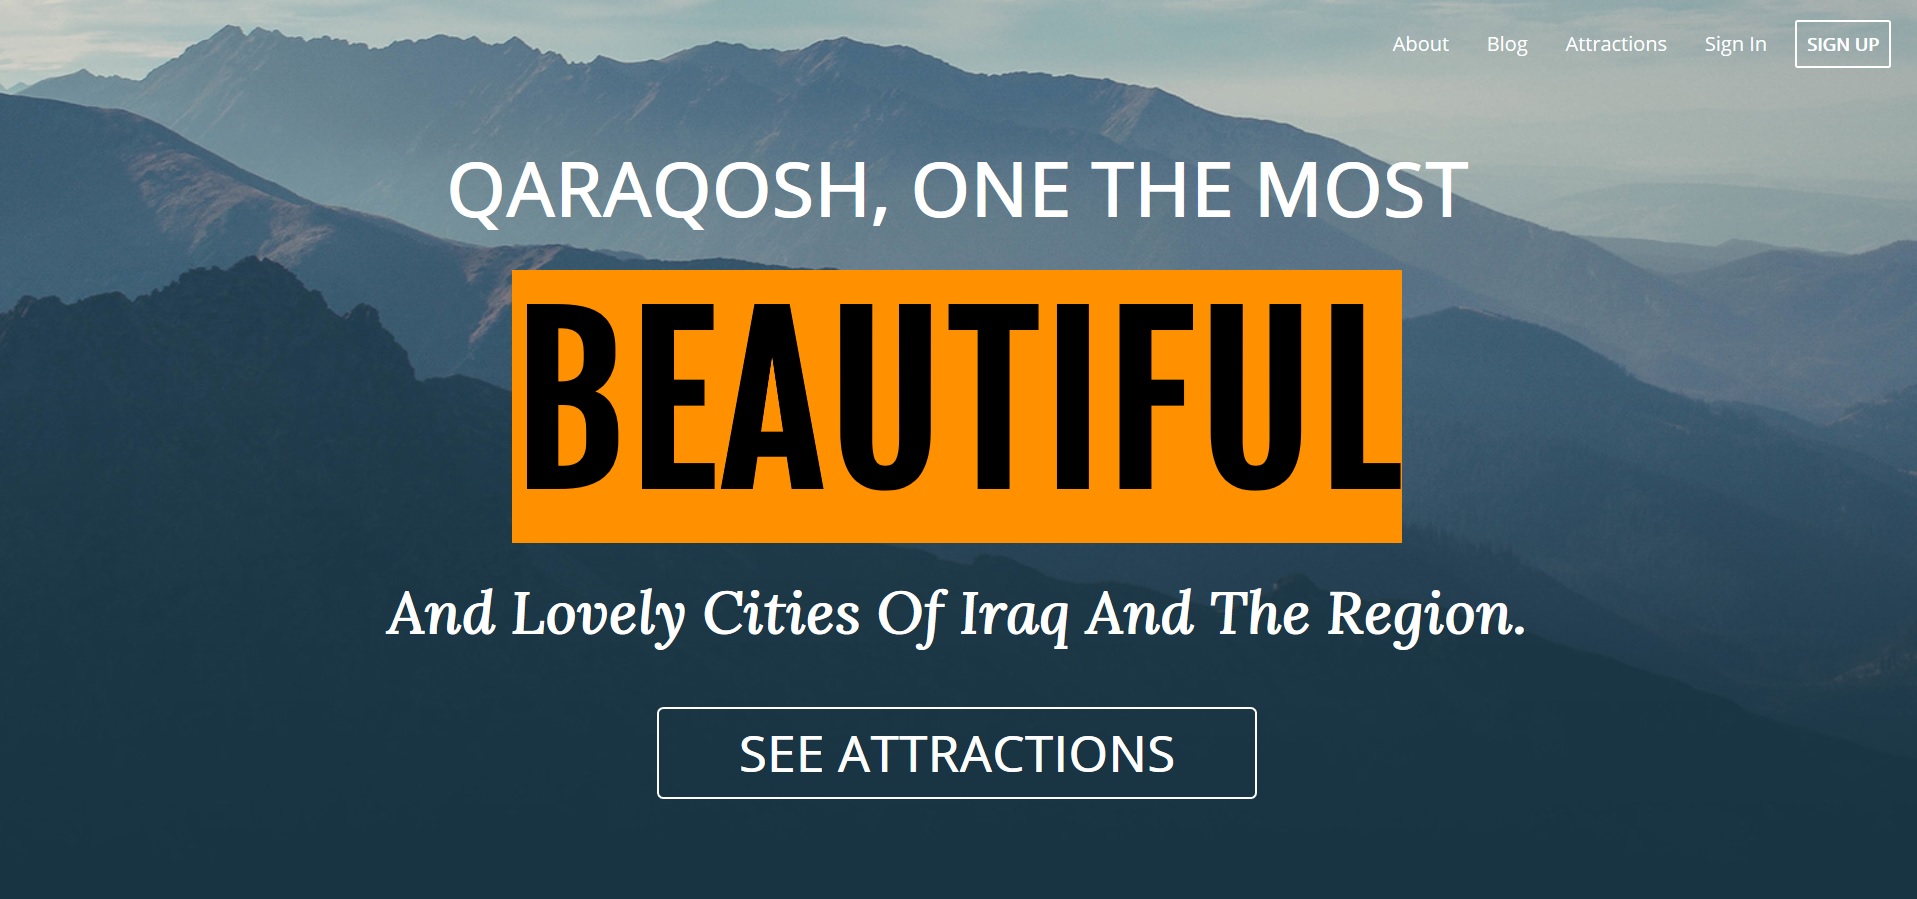 About Blog Attractions Sign In SIGN UP
QARAQOSH, ONE THE MOST
BEAUTIFUL
And Lovely Cities Of Iraq And The Region.
SEE ATTRACTIONS